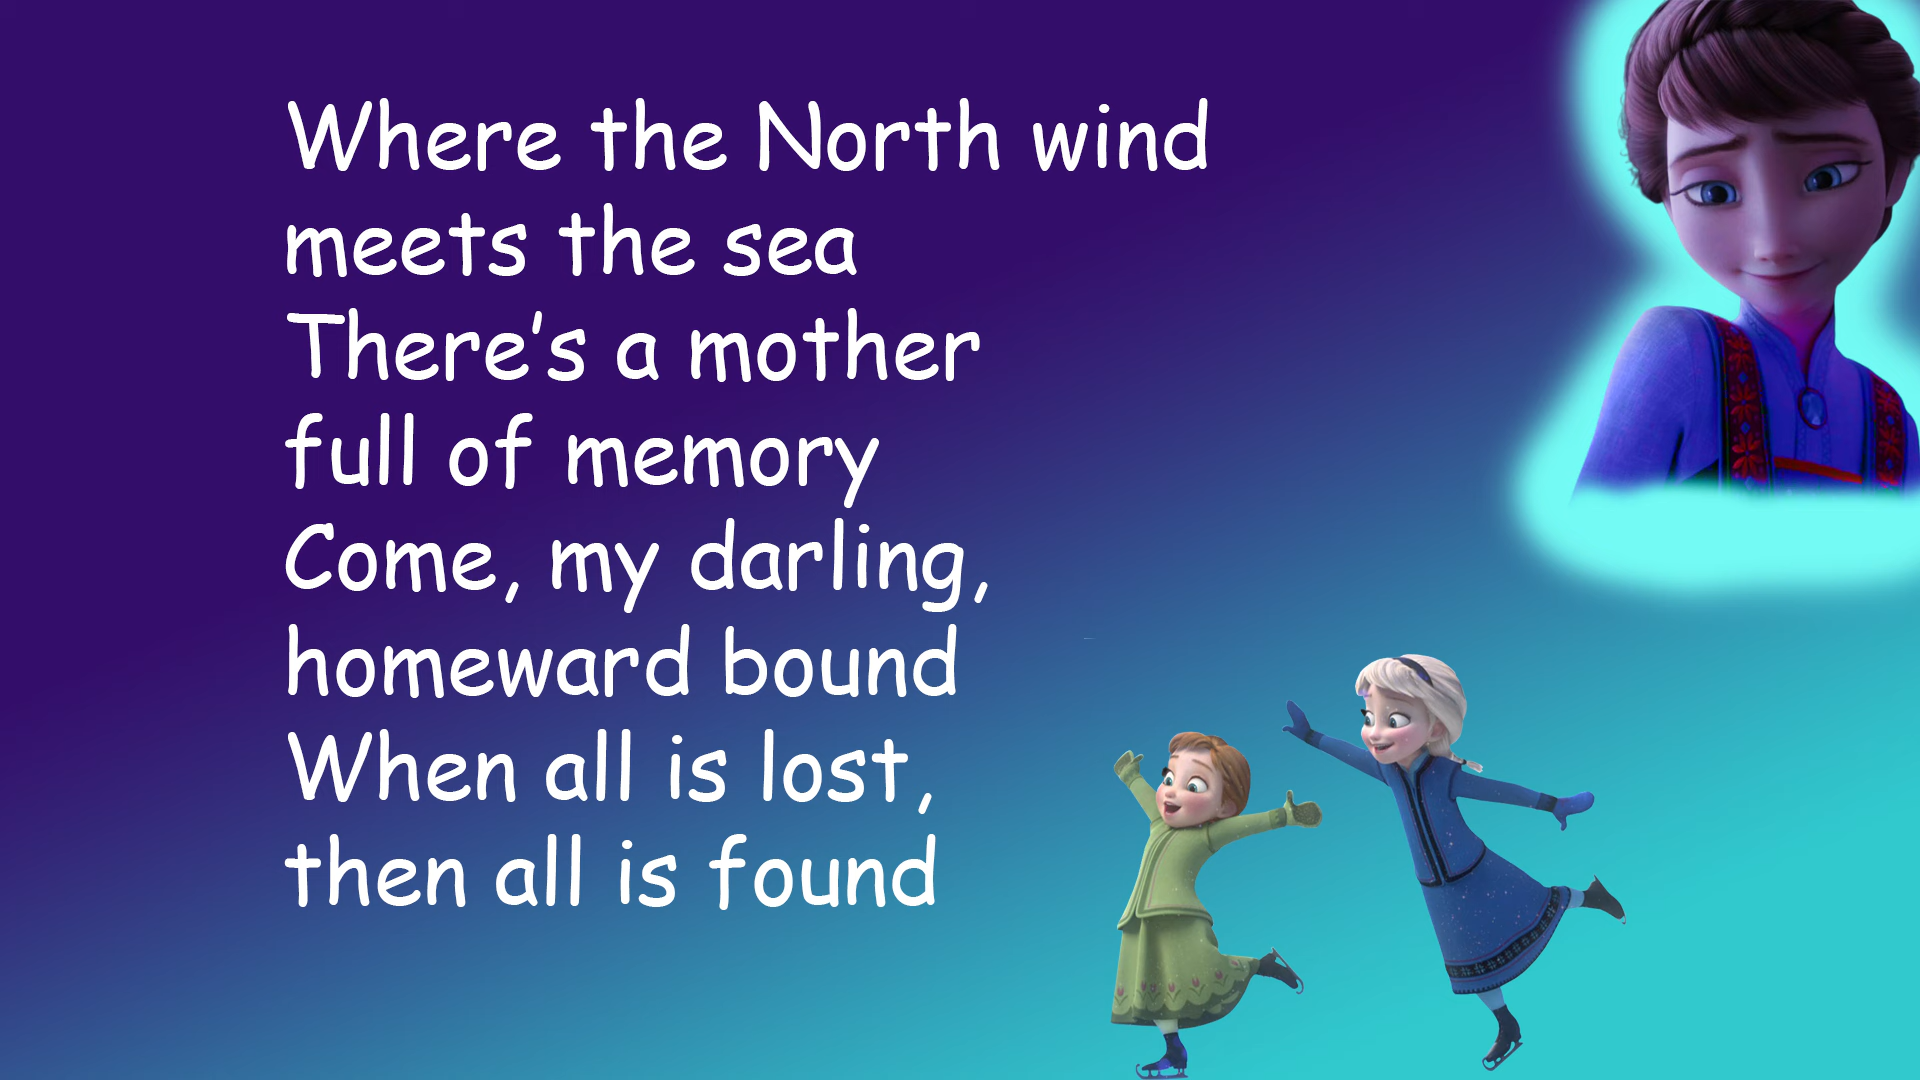 Where the North wind
meets the sea
There’s a mother
full of memory
Come, my darling,
homeward bound
When all is lost,
then all is found